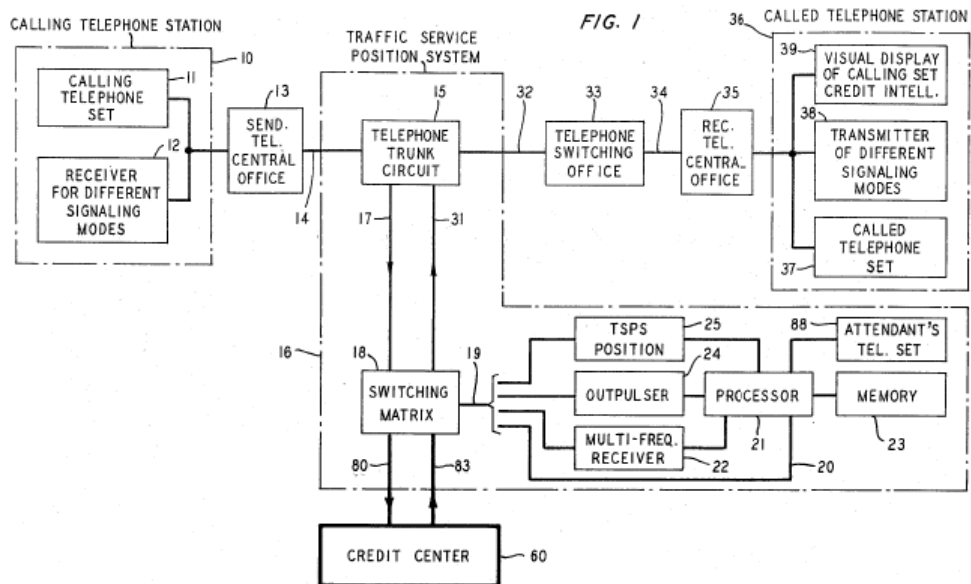 CALLING TELEPHONE STATION
10
11
CALLING
TELEPHONE
SET
12
RECEIVER
FOR DIFFERENT
SIGNALING
MODES
13
SEND.
TEL.
CENTRAL
OFFICE
14
TRAFFIC SERVICE
POSITION SYSTEM
15
TELEPHONE
TRUNK
CIRCUIT
17
31
FIG. 1
32
33
TELEPHONE
SWITCHING
OFFICE
34
35
REC.
TEL.
CENTRAL
OFFICE
36
CALLED TELEPHONE STATION
39
VISUAL DISPLAY
OF CALLING SET
CREDIT INTELL.
38
TRANSMITTER
OF DIFFERENT
SIGNALING MODES
CALLED
TELEPHONE
SET
37
16
18
SWITCHING
MATRIX
19
TSPS
POSITION
25
OUTPULSER
24
MULTI-FREQ.
RECEIVER
22
PROCESSOR
21
20
88
ATTENDANT'S
TEL. SET
MEMORY
23
80
83
CREDIT CENTER
60